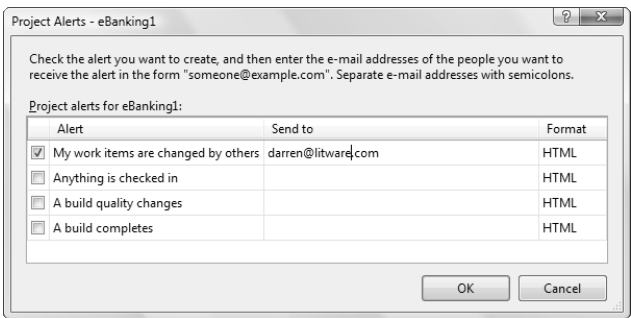 Project Alerts - eBanking1
Check the alert you want to create, and then enter the e-mail addresses of the people you want to
receive the alert in the form "someone@example.com". Separate e-mail addresses with semicolons.
Project alerts for eBanking1:
Alert Send to Format
My work items are changed by others darren@litware.com HTML
Anything is checked in HTML
A build quality changes HTML
A build completes HTML
OK Cancel